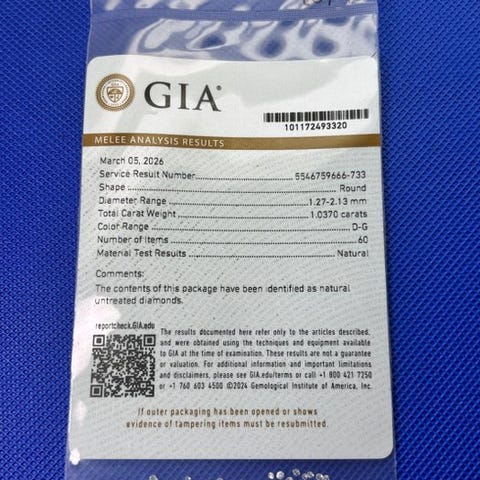 GIA®
101172493320
MELEE ANALYSIS RESULTS
March 05, 2026
Service Result Number 5546759666-733
Shape Round
Diameter Range 1.27-2.13 mm
Total Carat Weight 1.0370 carats
Color Range D-G
Number of Items 60
Material Test Results Natural
Comments:
The contents of this package have been identified as natural
untreated diamonds.
reportcheck.GIA.edu
The results documented here refer only to the articles described,
and were obtained using the techniques and equipment available
to GIA at the time of examination. These results are not a guarantee
or valuation. For additional information and important limitations
and disclaimers, please see GIA.edu/terms or call +1 800 421 7250
or +1 760 603 4500 ©2024 Gemological Institute of America, Inc.
If outer packaging has been opened or shows
evidence of tampering items must be resubmitted.